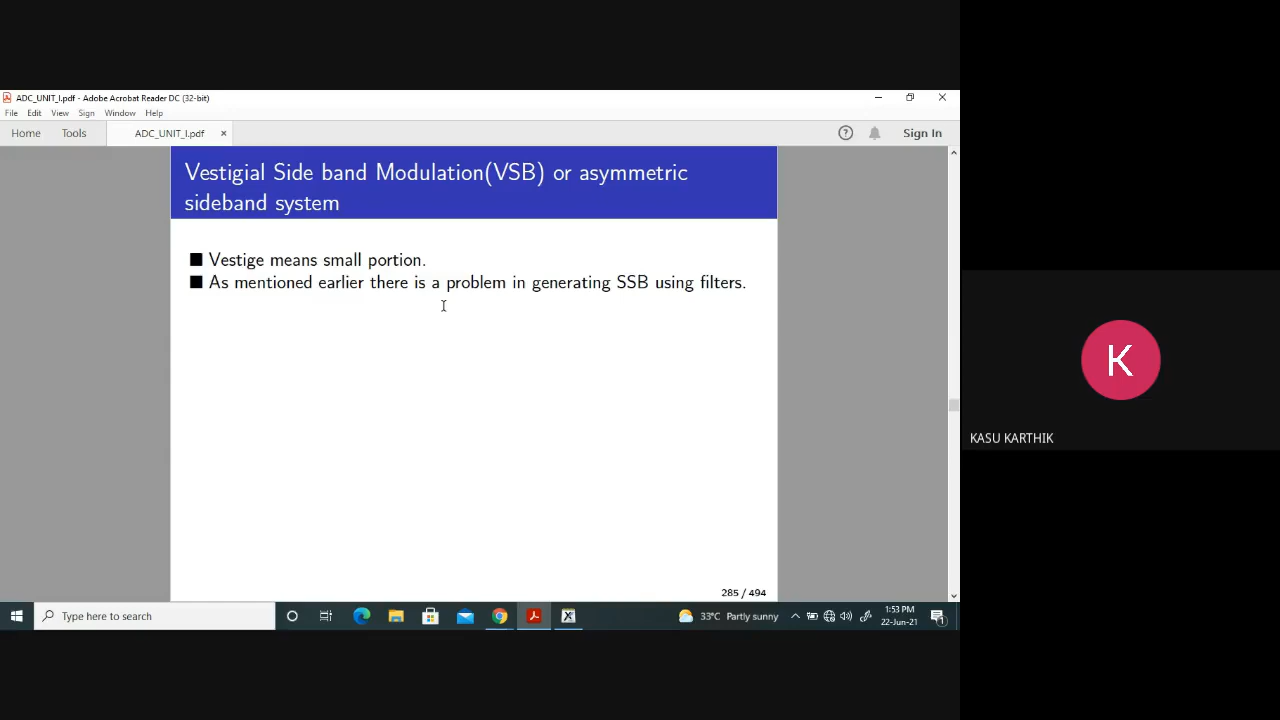 ADC_UNIT_I.pdf - Adobe Acrobat Reader DC (32-bit)
File Edit View Sign Window Help
Home Tools ADC_UNIT_I.pdf × Sign In
Vestigial Side band Modulation(VSB) or asymmetric
sideband system
Vestige means small portion.
As mentioned earlier there is a problem in generating SSB using filters.
285 / 494
K
KASU KARTHIK
Type here to search
33°C Partly sunny
1:53 PM
22-Jun-21
1